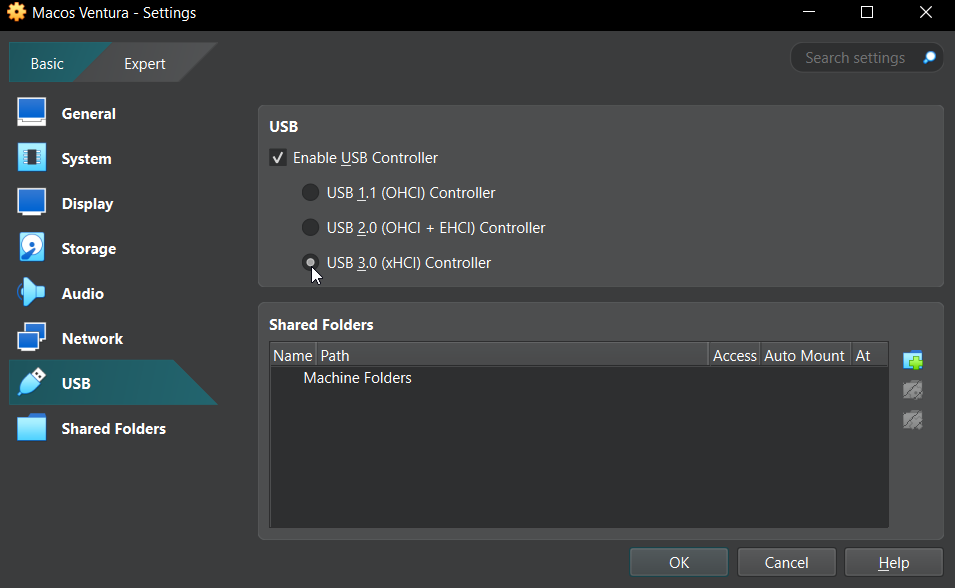 Macos Ventura - Settings
Basic
Expert
Search settings
General
System
Display
Storage
Audio
Network
USB
Shared Folders
USB
Enable USB Controller
USB 1.1 (OHCI) Controller
USB 2.0 (OHCI + EHCI) Controller
USB 3.0 (xHCI) Controller
Shared Folders
Name Path Access Auto Mount At
Machine Folders
OK Cancel Help